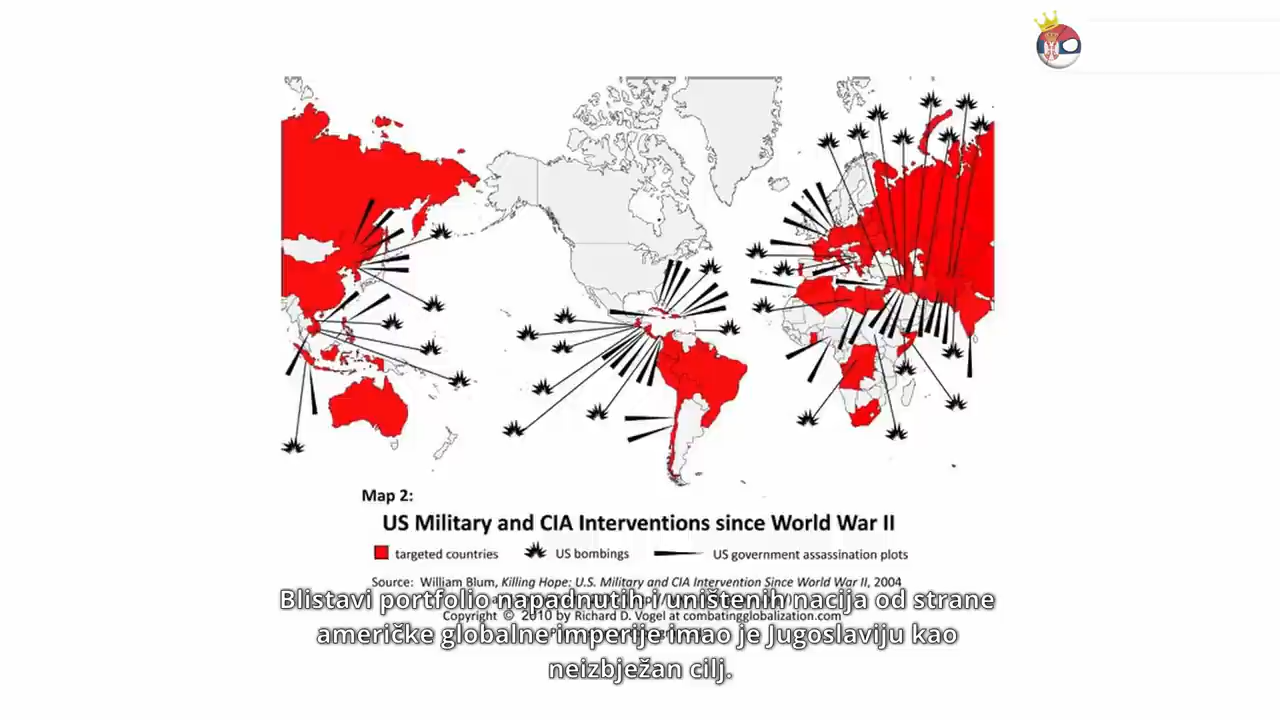 Map 2:
US Military and CIA Interventions since World War II
targeted countries
US bombings
US government assassination plots
Source: William Blum, Killing Hope: U.S. Military and CIA Intervention Since World War II, 2004
Copyright © 2010 by Richard D. Vogel at combatingglobalization.com
Blistavi portfolio napadnutih i uništenih nacija od strane
američke globalne imperije imao je Jugoslaviju kao
neizbježan cilj.